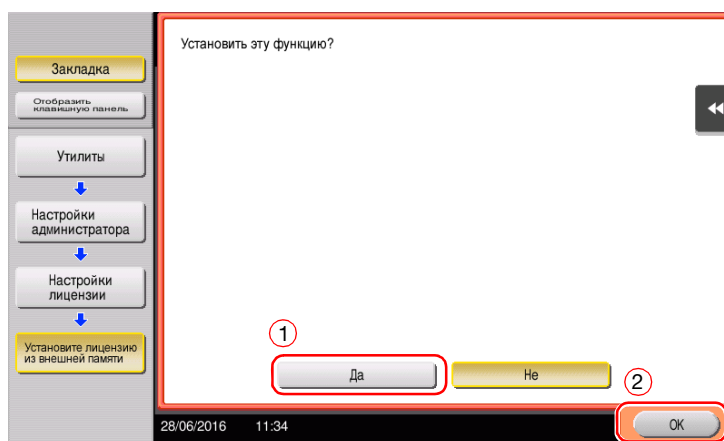 Установить эту функцию?
Закладка
Отобразить
клавишную панель
Утилиты
Настройки
администратора
Настройки
лицензии
Установите лицензию
из внешней памяти
1
Да
Не
2
28/06/2016 11:34
OK